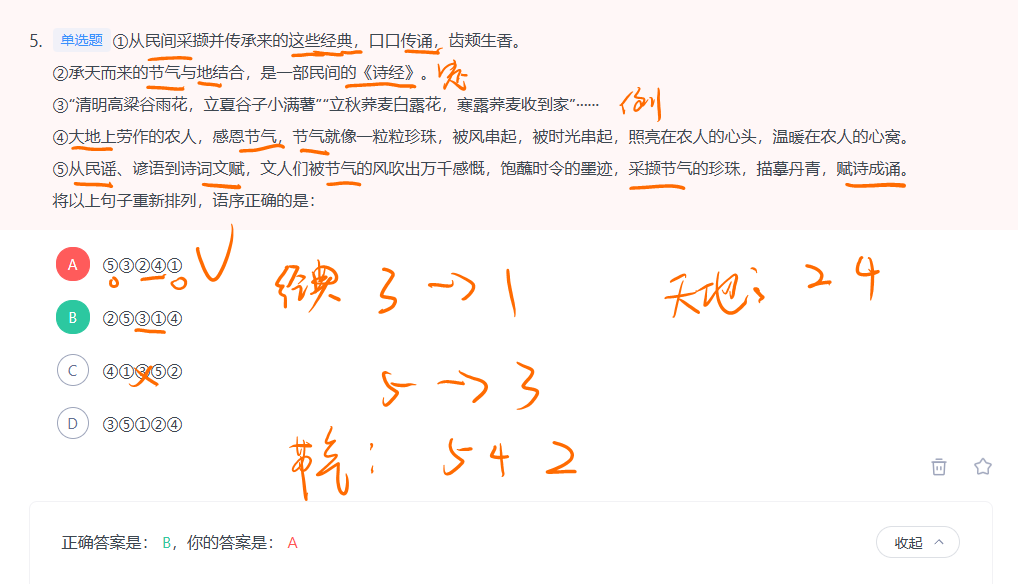 5. 单选题 ①从民间采撷并传承来的这些经典，口口传诵，齿颊生香。
②承天而来的节气与地结合，是一部民间的《诗经》。
③“清明高粱谷雨花，立夏谷子小满薯”“立秋荞麦白露花，寒露荞麦收到家”…… 例
④大地上劳作的农人，感恩节气，节气就像一粒粒珍珠，被风串起，被时光串起，照亮在农人的心头，温暖在农人的心窝。
⑤从民谣、谚语到诗词文赋，文人们被节气的风吹出万千感慨，饱蘸时令的墨迹，采撷节气的珍珠，描摹丹青，赋诗成诵。
将以上句子重新排列，语序正确的是：
A ⑤③②④①
B ②⑤③①④
C ④①③⑤②
D ③⑤①②④
经典 3 → 1
天地： 2 4
5 → 3
节气： 5 4 2
正确答案是： B，你的答案是： A
收起